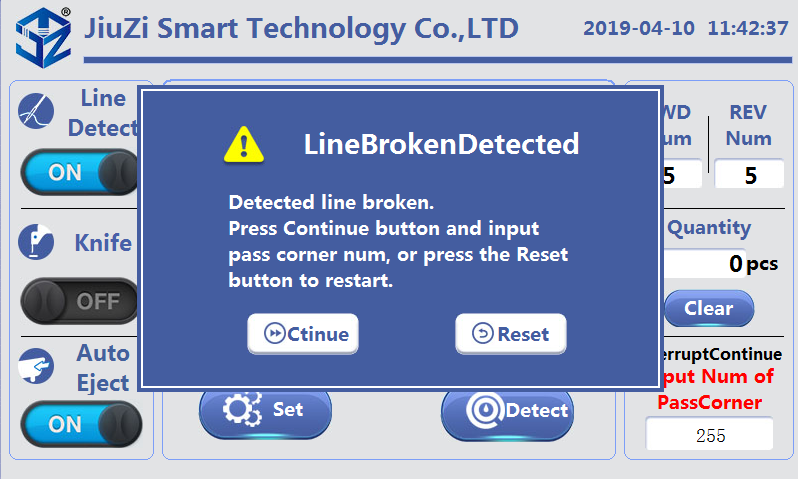 ®
JiuZi Smart Technology Co.,LTD
2019-04-10 11:42:37
Line
Detect
ON
Knife
OFF
Auto
Eject
ON
LineBrokenDetected
Detected line broken.
Press Continue button and input
pass corner num, or press the Reset
button to restart.
Ctinue
Reset
Set
Detect
WD
um
5
REV
Num
5
Quantity
0 pcs
Clear
erruptContinue
put Num of
PassCorner
255